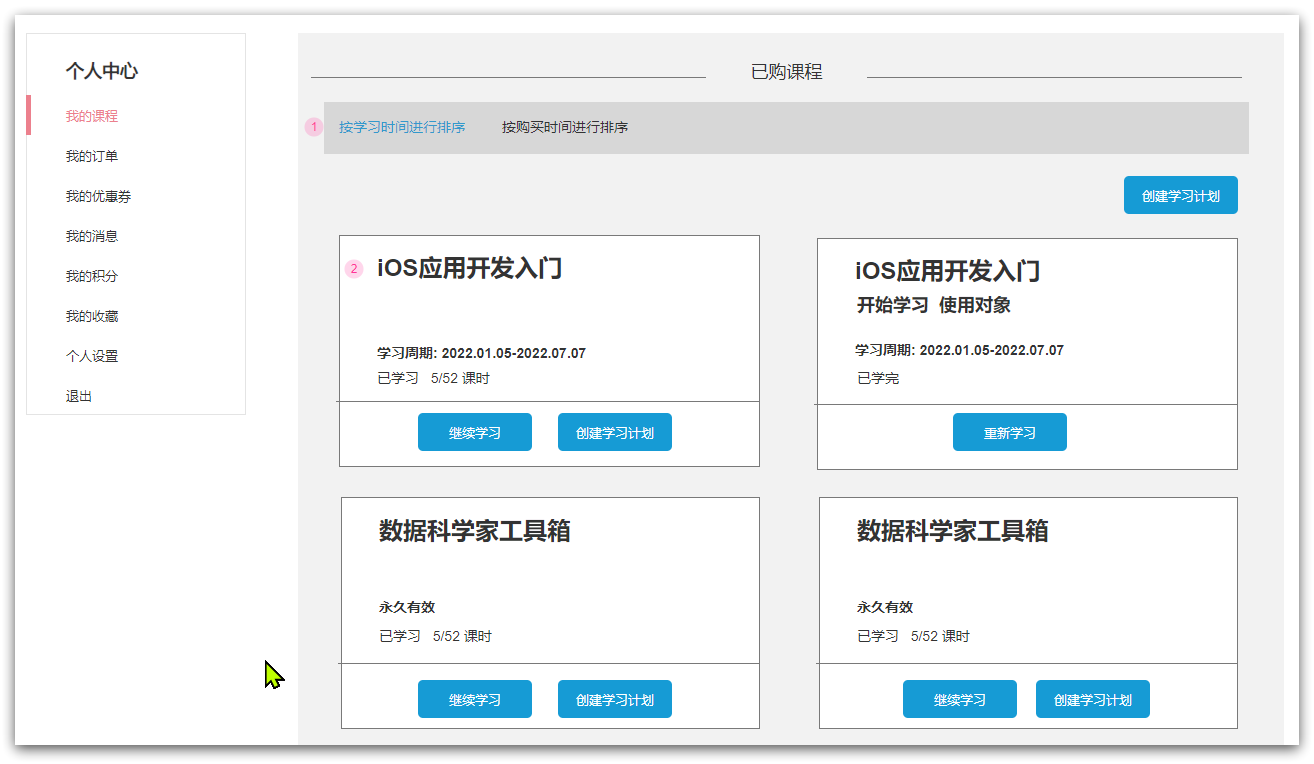 个人中心
我的课程
我的订单
我的优惠券
我的消息
我的积分
我的收藏
个人设置
退出
已购课程
1 按学习时间进行排序 按购买时间进行排序
创建学习计划
2 iOS应用开发入门
学习周期: 2022.01.05-2022.07.07
已学习 5/52 课时
继续学习 创建学习计划
iOS应用开发入门
开始学习 使用对象
学习周期: 2022.01.05-2022.07.07
已学完
重新学习
数据科学家工具箱
永久有效
已学习 5/52 课时
继续学习 创建学习计划
数据科学家工具箱
永久有效
已学习 5/52 课时
继续学习 创建学习计划